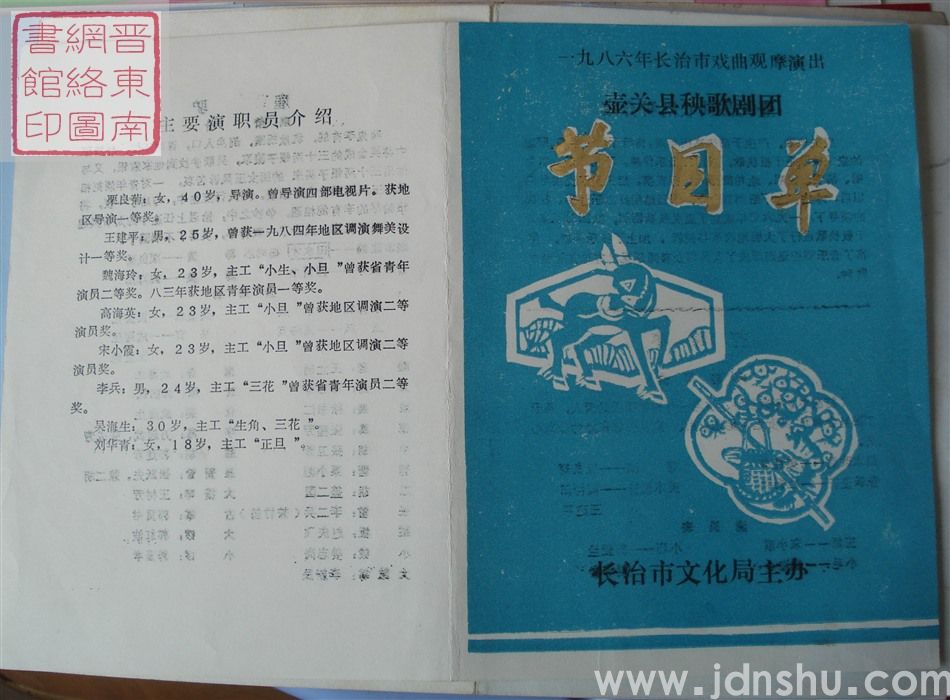 晋东南
網絡圖
書館印
主要演职员介绍
栗良菊：女，40岁，导演。曾导演四部电视片。获地
区导演一等奖。
王建平：男，25岁，曾获一九八四年地区调演舞美设
计一等奖。
魏海玲：女，23岁，主工“小生、小旦”曾获省青年
演员二等奖。八三年获地区青年演员一等奖。
高海英：女，23岁，主工“小旦”曾获地区调演二等
演员奖。
宋小霞：女，23岁，主工“小旦”曾获地区调演二等
演员奖。
李兵：男，24岁，主工“三花”曾获省青年演员二等
奖。
吴海生：30岁，主工“生角、三花”。
刘华青：女，18岁，主工“正旦”。
一九八六年长治市戏曲观摩演出
壶关县秧歌剧团
节目单
长治市文化局主办
www.jdnshu.com